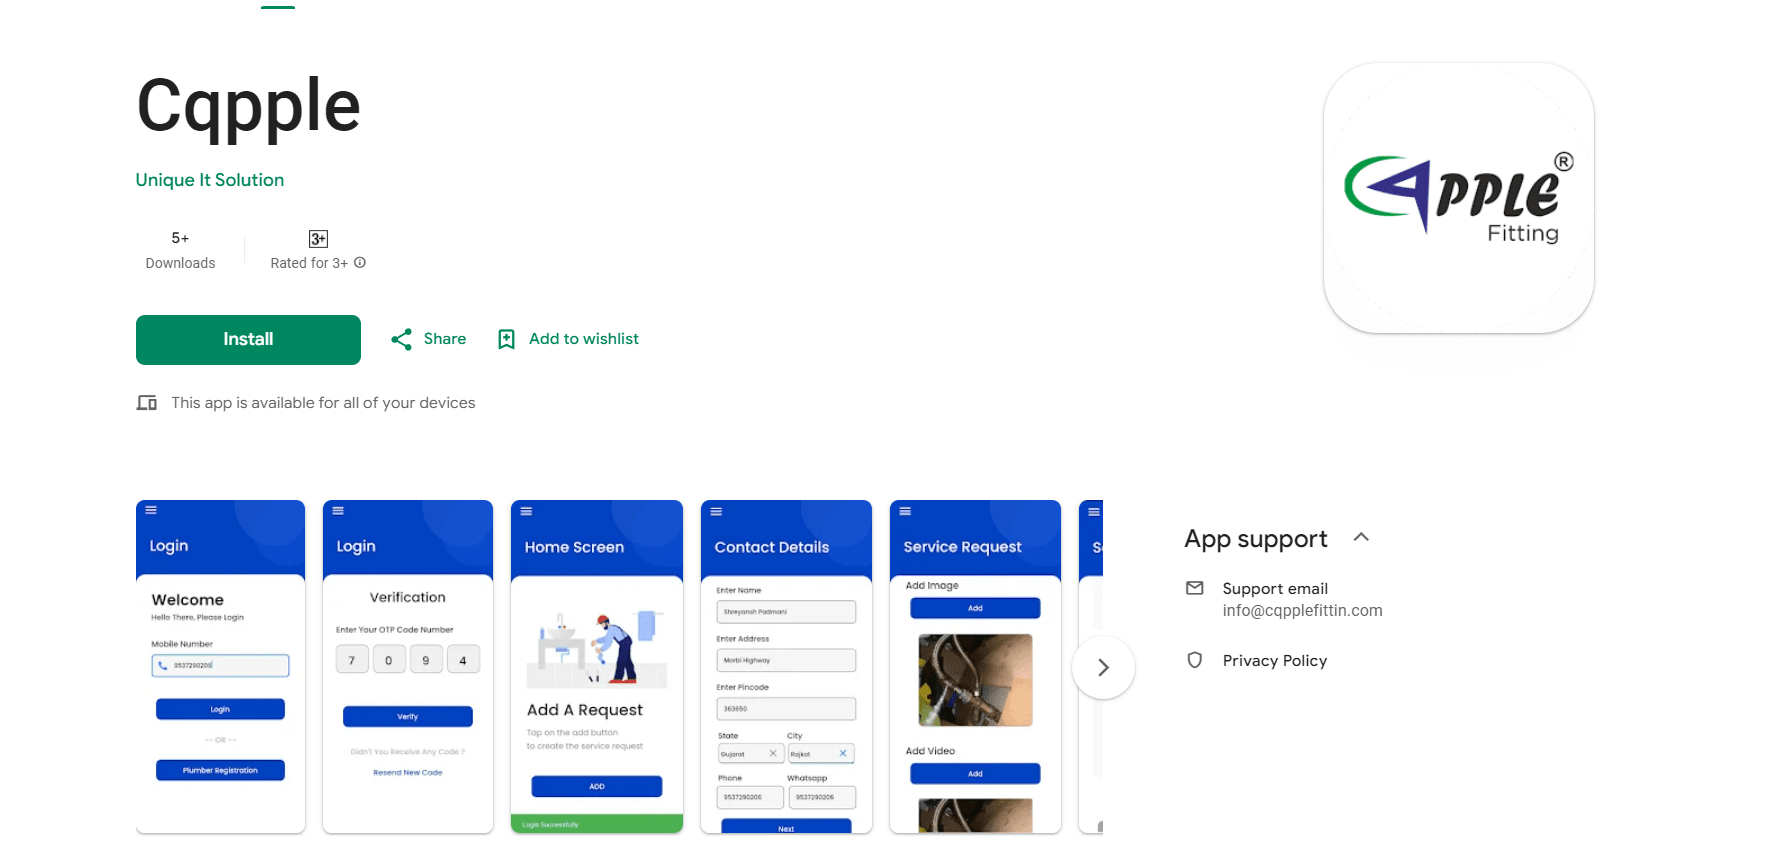 Cqpple
Unique It Solution
5+
Downloads
3+
Rated for 3+
Install
Share
Add to wishlist
This app is available for all of your devices
APPLE ®
Fitting
Login
Welcome
Hello There, Please Login
Mobile Number
9537290206
Login
-- OR --
Plumber Registration
Login
Verification
Enter Your OTP Code Number
7 0 9 4
Verify
Didn't You Receive Any Code ?
Resend New Code
Home Screen
Add A Request
Tap on the add button
to create the service request
ADD
Login Successfully
Contact Details
Enter Name
Shreyansh Padmani
Enter Address
Morbi Highway
Enter Pincode
363650
State City
Gujarat Rajkot
Phone Whatsapp
9537290206 9537290206
Next
Service Request
Add Image
Add
Add Video
Add
App support
Support email
info@cqpplefittin.com
Privacy Policy